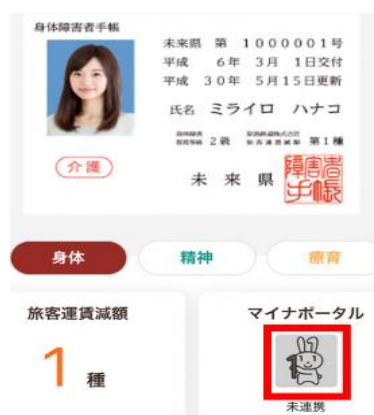 身体障害者手帳
未来県 第 1000001号
平成 6年 3月 1日交付
平成 30年 5月15日更新
氏名 ミライロ ハナコ
2級 第1種
介護
未来県
障害者
手帳
身体
精神
療育
旅客運賃減額
マイナポータル
1種
未連携